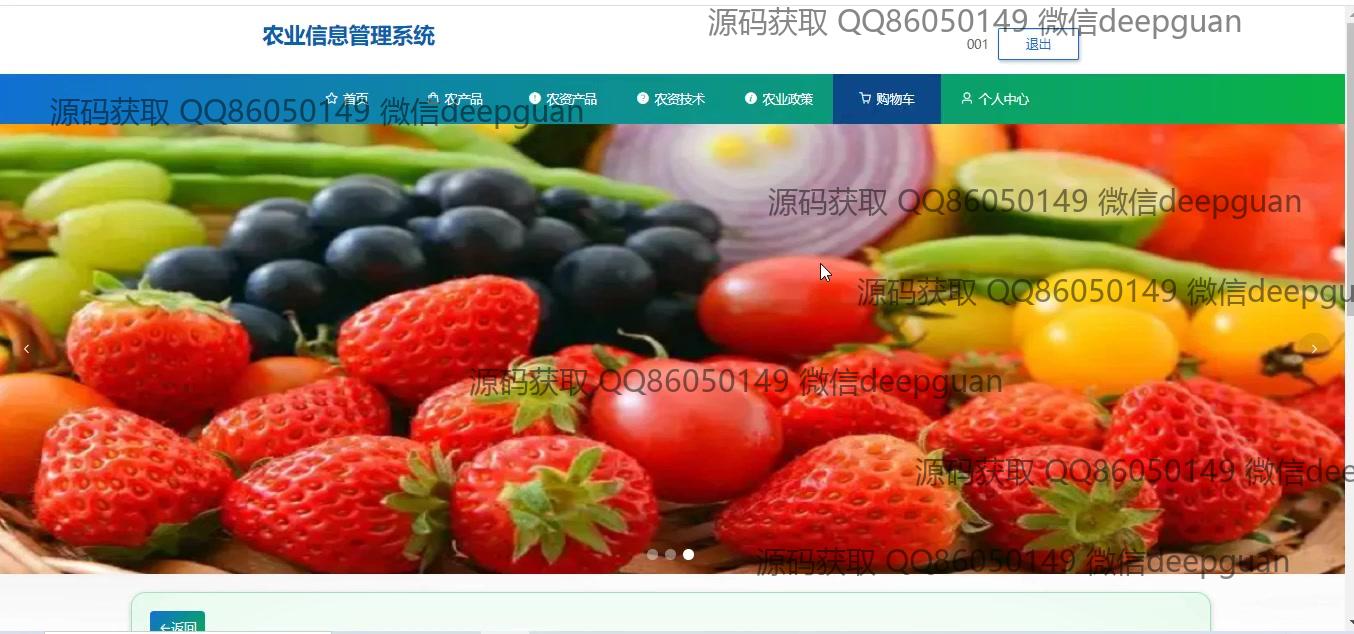 农业信息管理系统
源码获取 QQ86050149 微信deepguan
001 退出
首页 农产品 农资产品 农资技术 农业政策 购物车 个人中心
源码获取 QQ86050149 微信deepguan
源码获取 QQ86050149 微信deepguan
源码获取 QQ86050149 微信deepgu
源码获取 QQ86050149 微信deepguan
源码获取 QQ86050149 微信dee
源码获取 QQ86050149 微信deepguan
←返回